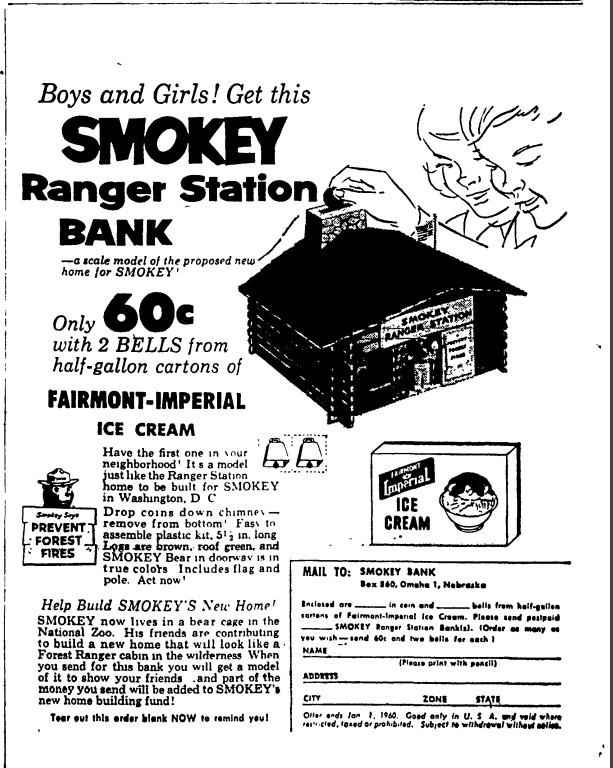 Boys and Girls! Get this
SMOKEY
Ranger Station
BANK
—a scale model of the proposed new
home for SMOKEY!
Only 60c
with 2 BELLS from
half-gallon cartons of
FAIRMONT-IMPERIAL
ICE CREAM
SMOKEY
RANGER STATION
Have the first one in your
neighborhood! It s a model
just like the Ranger Station
home to be built for SMOKEY
in Washington, D C
Drop coins down chimney —
remove from bottom! Easy to
assemble plastic kit. 5½ in. long
Logs are brown, roof green, and
SMOKEY Bear in doorway is in
true colors Includes flag and
pole. Act now!
Smokey Says
PREVENT
FOREST
FIRES
FAIRMONT
Imperial
ICE
CREAM
Help Build SMOKEY'S New Home!
SMOKEY now lives in a bear cage in the
National Zoo. His friends are contributing
to build a new home that will look like a
Forest Ranger cabin in the wilderness When
you send for this bank you will get a model
of it to show your friends . and part of the
money you send will be added to SMOKEY's
new home building fund!
Tear out this order blank NOW to remind you!
MAIL TO: SMOKEY BANK
Box 860, Omaha 1, Nebraska
Enclosed are ______ in coin and ______ bells from half-gallon
cartons of Fairmont-Imperial Ice Cream. Please send postpaid
______ SMOKEY Ranger Station Bank(s). (Order as many as
you wish—send 60c and two bells for each )
NAME
(Please print with pencil)
ADDRESS
CITY ZONE STATE
Offer ends Jan 1, 1960. Good only in U. S A. and void where
restricted, taxed or prohibited. Subject to withdrawal without notice.